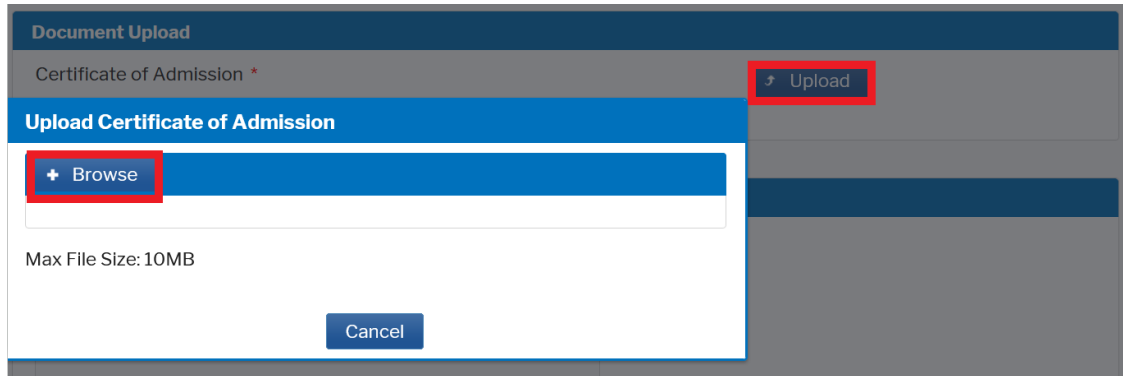 Document Upload
Certificate of Admission *
Upload
Upload Certificate of Admission
Browse
Max File Size: 10MB
Cancel